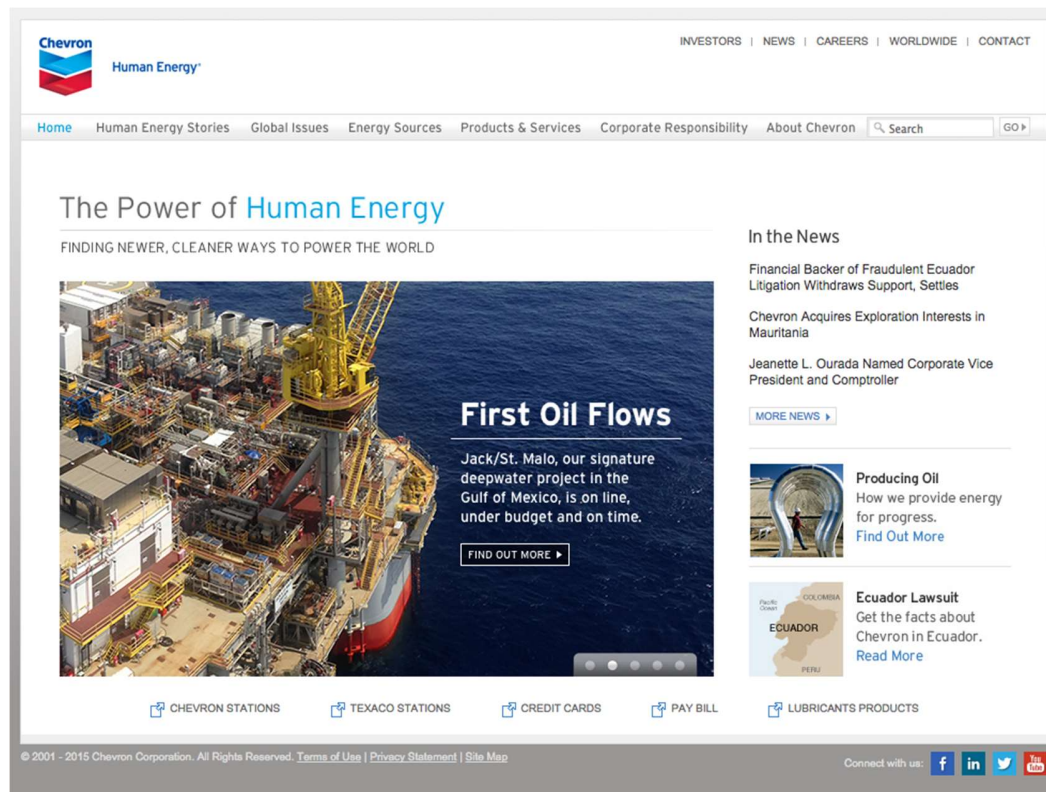 Chevron
Human Energy®
INVESTORS | NEWS | CAREERS | WORLDWIDE | CONTACT
Home Human Energy Stories Global Issues Energy Sources Products & Services Corporate Responsibility About Chevron Search GO
The Power of Human Energy
FINDING NEWER, CLEANER WAYS TO POWER THE WORLD
First Oil Flows
Jack/St. Malo, our signature
deepwater project in the
Gulf of Mexico, is on line,
under budget and on time.
FIND OUT MORE
In the News
Financial Backer of Fraudulent Ecuador
Litigation Withdraws Support, Settles
Chevron Acquires Exploration Interests in
Mauritania
Jeanette L. Ourada Named Corporate Vice
President and Comptroller
MORE NEWS
Producing Oil
How we provide energy
for progress.
Find Out More
Pacific
Ocean
COLOMBIA
ECUADOR
PERU
Ecuador Lawsuit
Get the facts about
Chevron in Ecuador.
Read More
CHEVRON STATIONS TEXACO STATIONS CREDIT CARDS PAY BILL LUBRICANTS PRODUCTS
© 2001 - 2015 Chevron Corporation. All Rights Reserved. Terms of Use | Privacy Statement | Site Map
Connect with us: f in You Tube